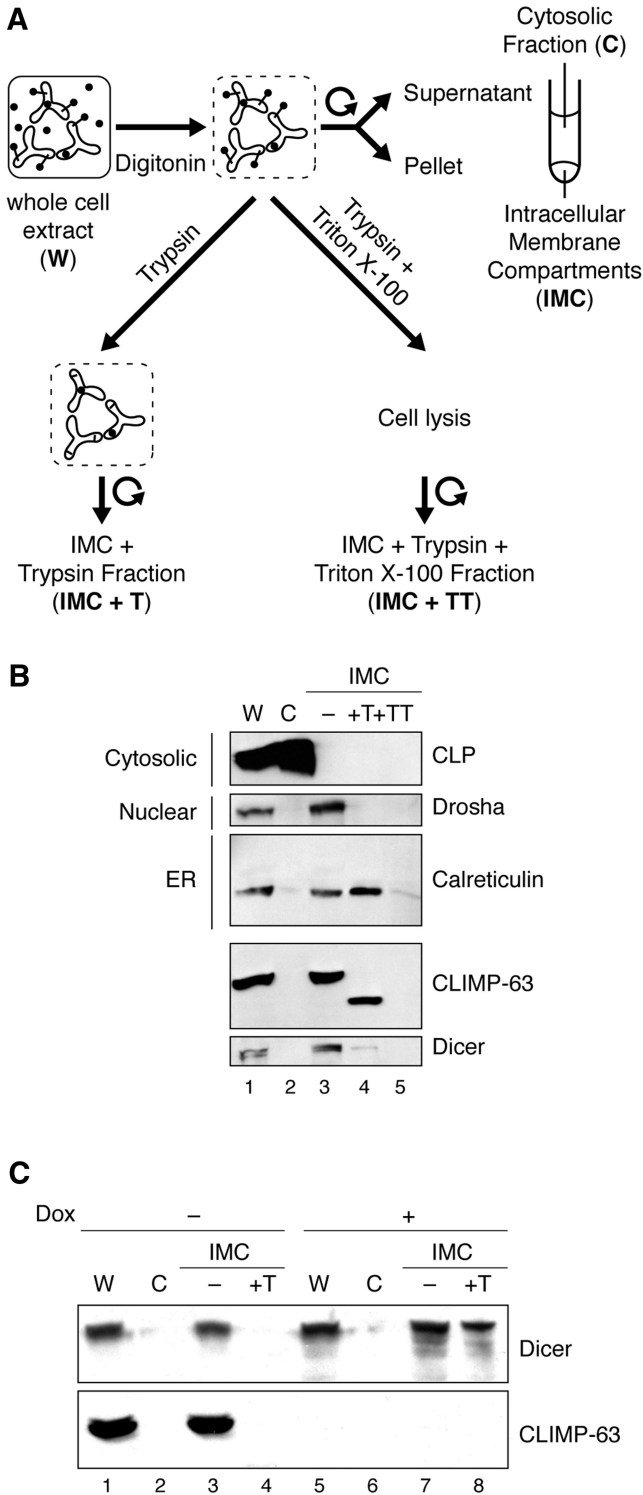 A
Cytosolic
Fraction (C)
Supernatant
Pellet
Digitonin
whole cell
extract
(W)
Intracellular
Membrane
Compartments
(IMC)
Trypsin
Trypsin +
Triton X-100
Cell lysis
IMC +
Trypsin Fraction
(IMC + T)
IMC + Trypsin +
Triton X-100 Fraction
(IMC + TT)
B
IMC
W C – +T+TT
Cytosolic CLP
Nuclear Drosha
ER Calreticulin
CLIMP-63
Dicer
1 2 3 4 5
C
Dox – +
IMC IMC
W C – +T W C – +T
Dicer
CLIMP-63
1 2 3 4 5 6 7 8